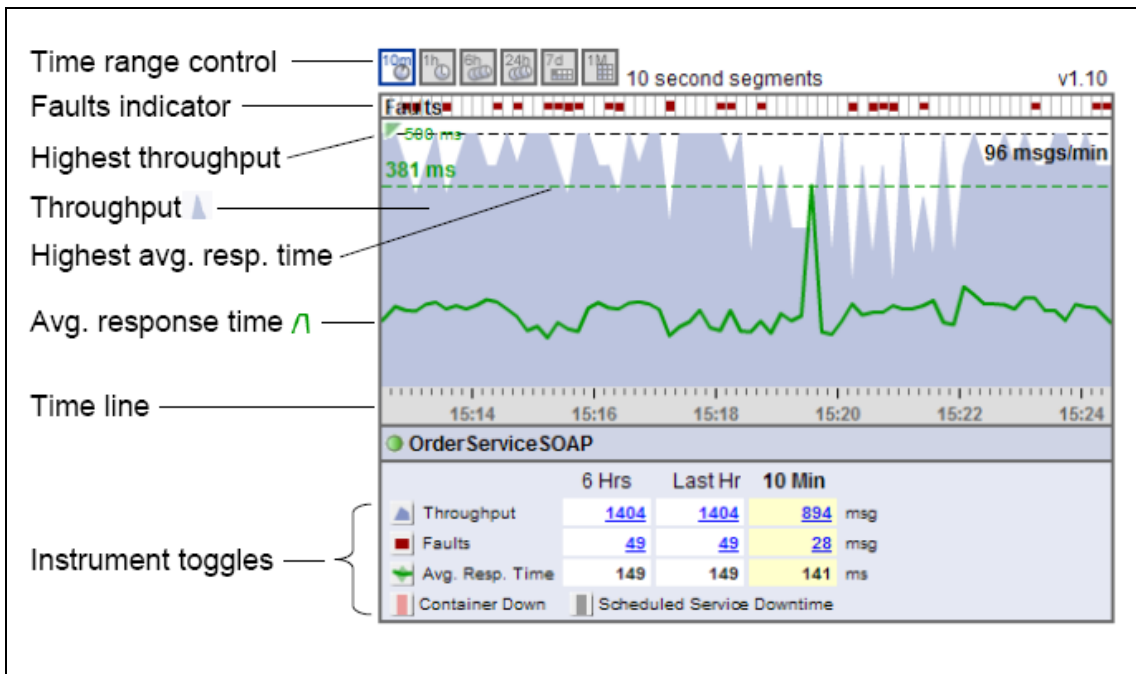 Time range control
10m 1h 6h 24h 7d 1M
10 second segments v1.10
Faults indicator
Faults
Highest throughput
500 ms
96 msgs/min
381 ms
Throughput
Highest avg. resp. time
Avg. response time
Time line
15:14 15:16 15:18 15:20 15:22 15:24
OrderServiceSOAP
6 Hrs Last Hr 10 Min
Throughput 1404 1404 894 msg
Faults 49 49 28 msg
Instrument toggles
Avg. Resp. Time 149 149 141 ms
Container Down Scheduled Service Downtime